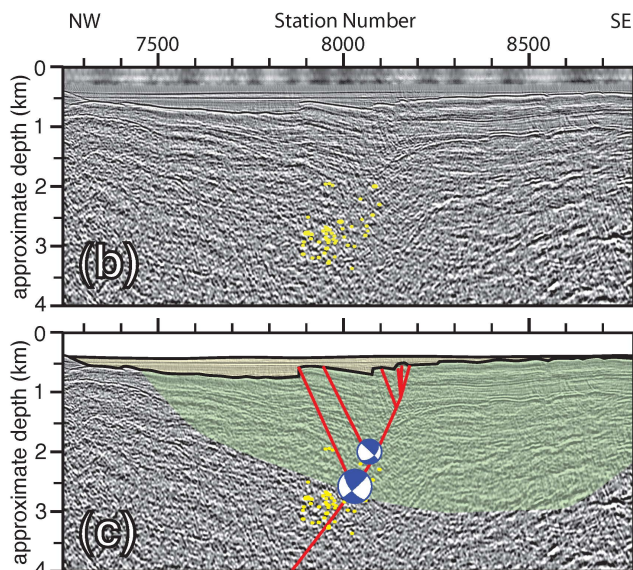 NW Station Number SE
7500 8000 8500
0
1
2
3
4
approximate depth (km)
(b)
0
1
2
3
4
approximate depth (km)
(c)